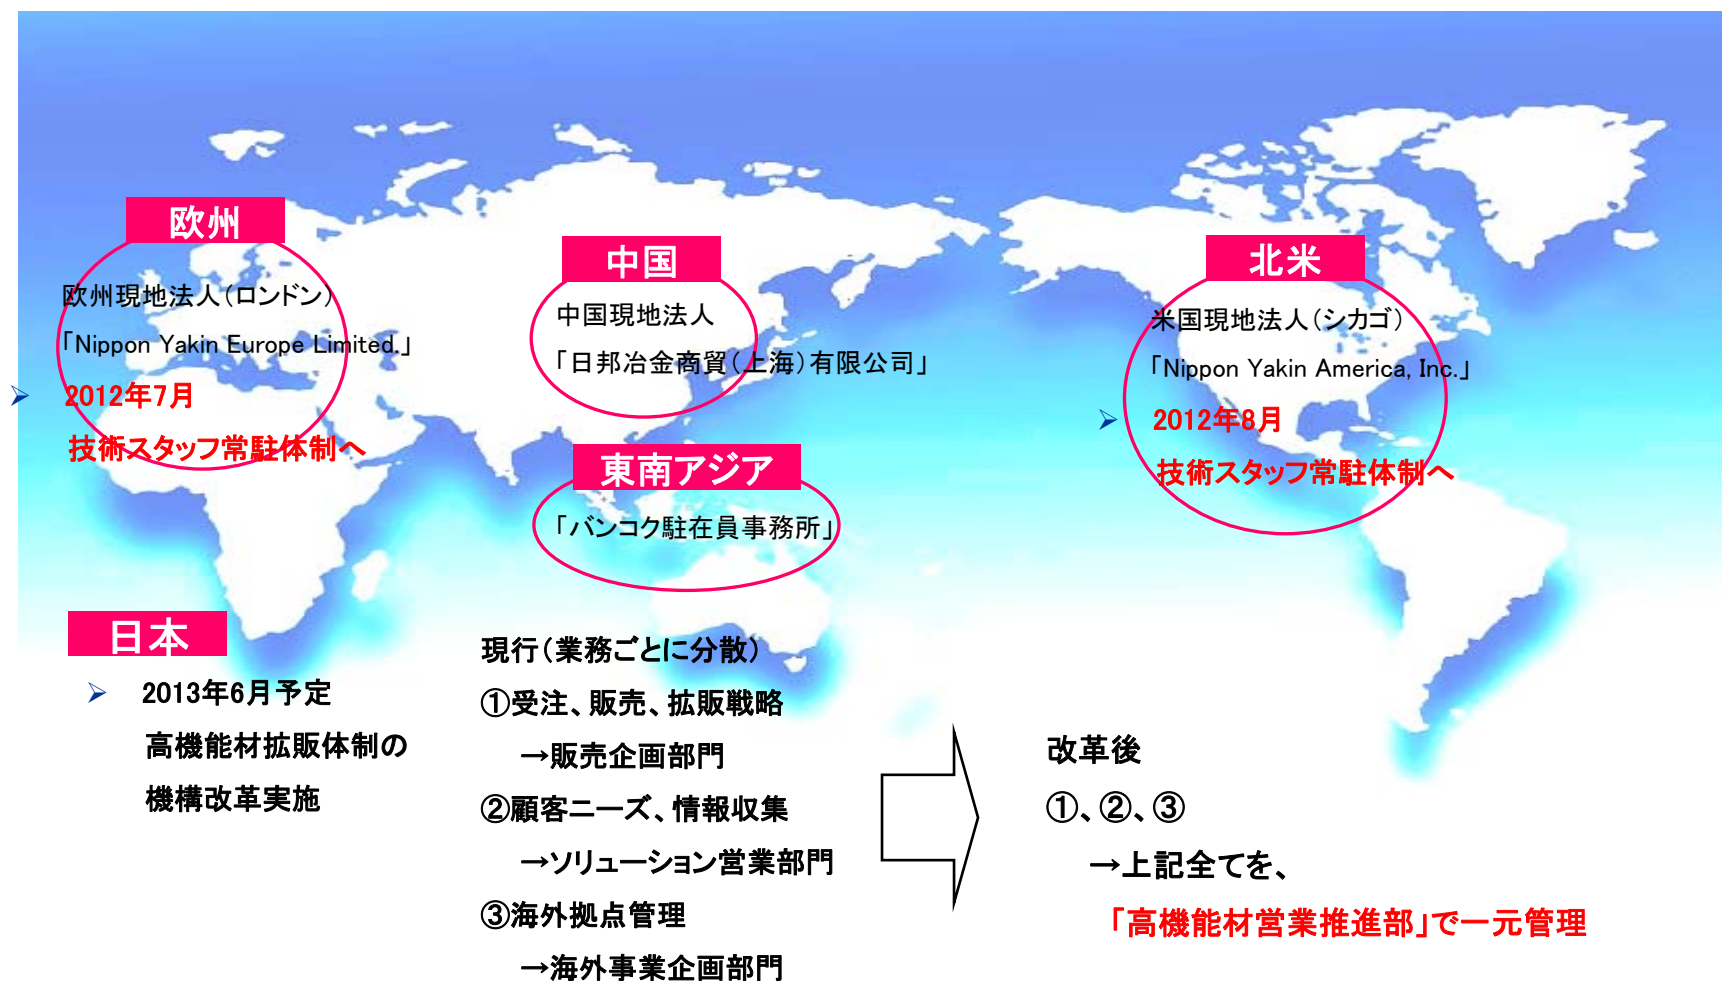 欧州
欧州現地法人(ロンドン)
「Nippon Yakin Europe Limited.」
➢ 2012年7月
技術スタッフ常駐体制へ
中国
中国現地法人
「日邦冶金商貿(上海)有限公司」
東南アジア
「バンコク駐在員事務所」
北米
米国現地法人(シカゴ)
「Nippon Yakin America, Inc.」
➢ 2012年8月
技術スタッフ常駐体制へ
日本
➢ 2013年6月予定
高機能材拡販体制の
機構改革実施
現行(業務ごとに分散)
①受注、販売、拡販戦略
→販売企画部門
②顧客ニーズ、情報収集
→ソリューション営業部門
③海外拠点管理
→海外事業企画部門
改革後
①、②、③
→上記全てを、
「高機能材営業推進部」で一元管理